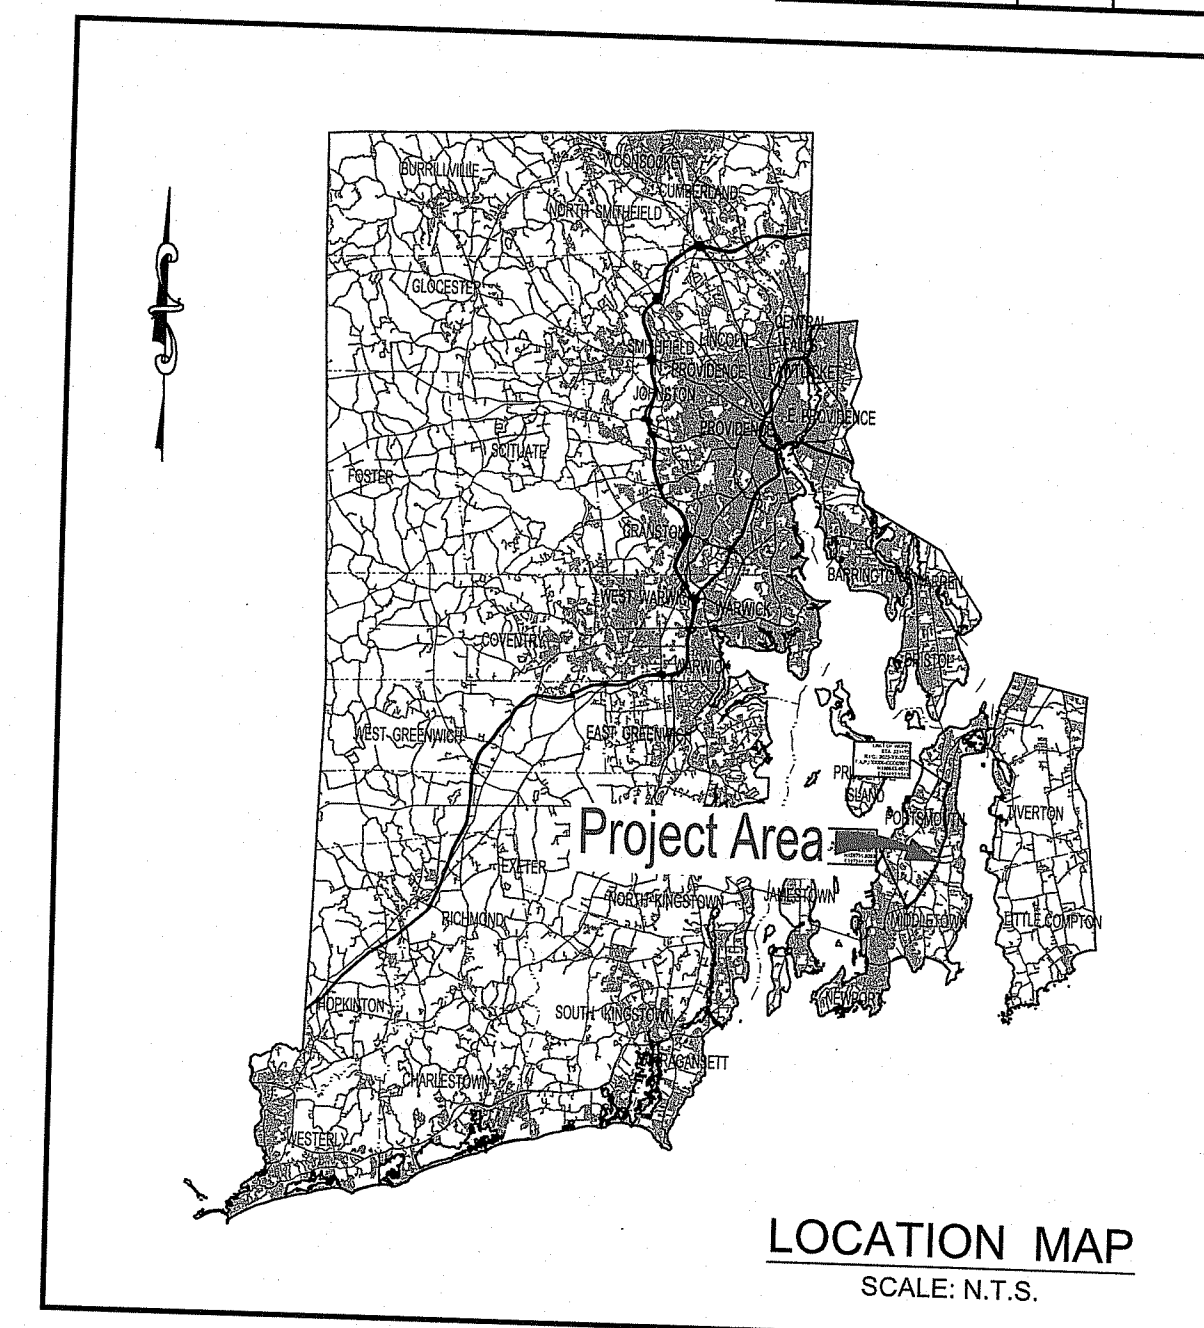 BURRILLVILLE
WOONSOCKET
CUMBERLAND
NORTH SMITHFIELD
GLOCESTER
CENTRAL
FALLS
LINCOLN
SMITHFIELD
N. PROVIDENCE
PAWTUCKET
JOHNSTON
E. PROVIDENCE
PROVIDENCE
SCITUATE
FOSTER
CRANSTON
BARRINGTON
WARREN
WEST WARWICK
WARWICK
COVENTRY
WARWICK
BRISTOL
WEST GREENWICH
EAST GREENWICH
ISLAND
PORTSMOUTH
TIVERTON
Project Area
EXETER
NORTH KINGSTOWN
JAMESTOWN
RICHMOND
MIDDLETOWN
LITTLE COMPTON
HOPKINTON
NEWPORT
SOUTH KINGSTOWN
NARRAGANSETT
CHARLESTOWN
WESTERLY
LOCATION MAP
SCALE: N.T.S.